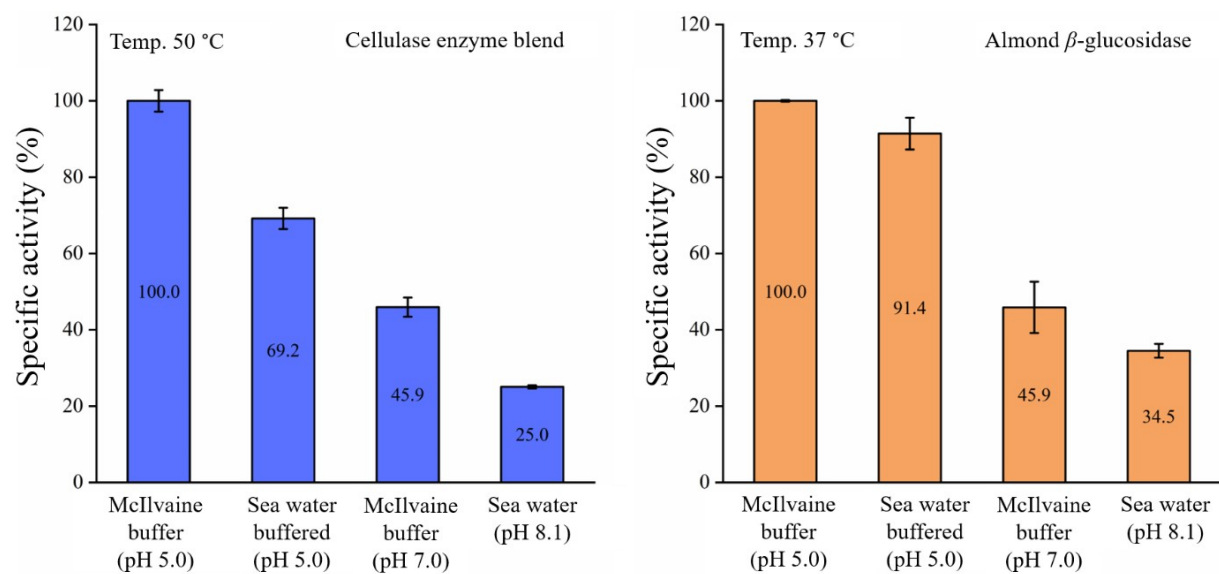 Temp. 50 °C
Cellulase enzyme blend
Specific activity (%)
120
100
80
60
40
20
0
100.0
69.2
45.9
25.0
McIlvaine
buffer
(pH 5.0)
Sea water
buffered
(pH 5.0)
McIlvaine
buffer
(pH 7.0)
Sea water
(pH 8.1)
Temp. 37 °C
Almond β-glucosidase
Specific activity (%)
120
100
80
60
40
20
0
100.0
91.4
45.9
34.5
McIlvaine
buffer
(pH 5.0)
Sea water
buffered
(pH 5.0)
McIlvaine
buffer
(pH 7.0)
Sea water
(pH 8.1)